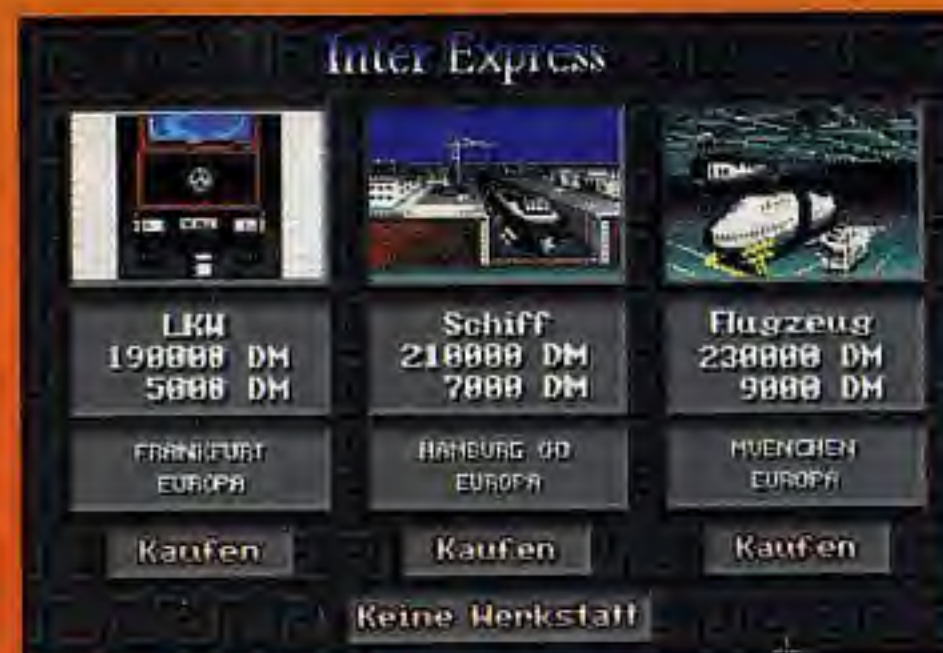 Inter Express
LKW
190000 DM
5000 DM
FRANKFURT
EUROPA
Kaufen
Schiff
210000 DM
7000 DM
HAMBURG
EUROPA
Kaufen
Flugzeug
230000 DM
9000 DM
MUENCHEN
EUROPA
Kaufen
Keine Werkstatt